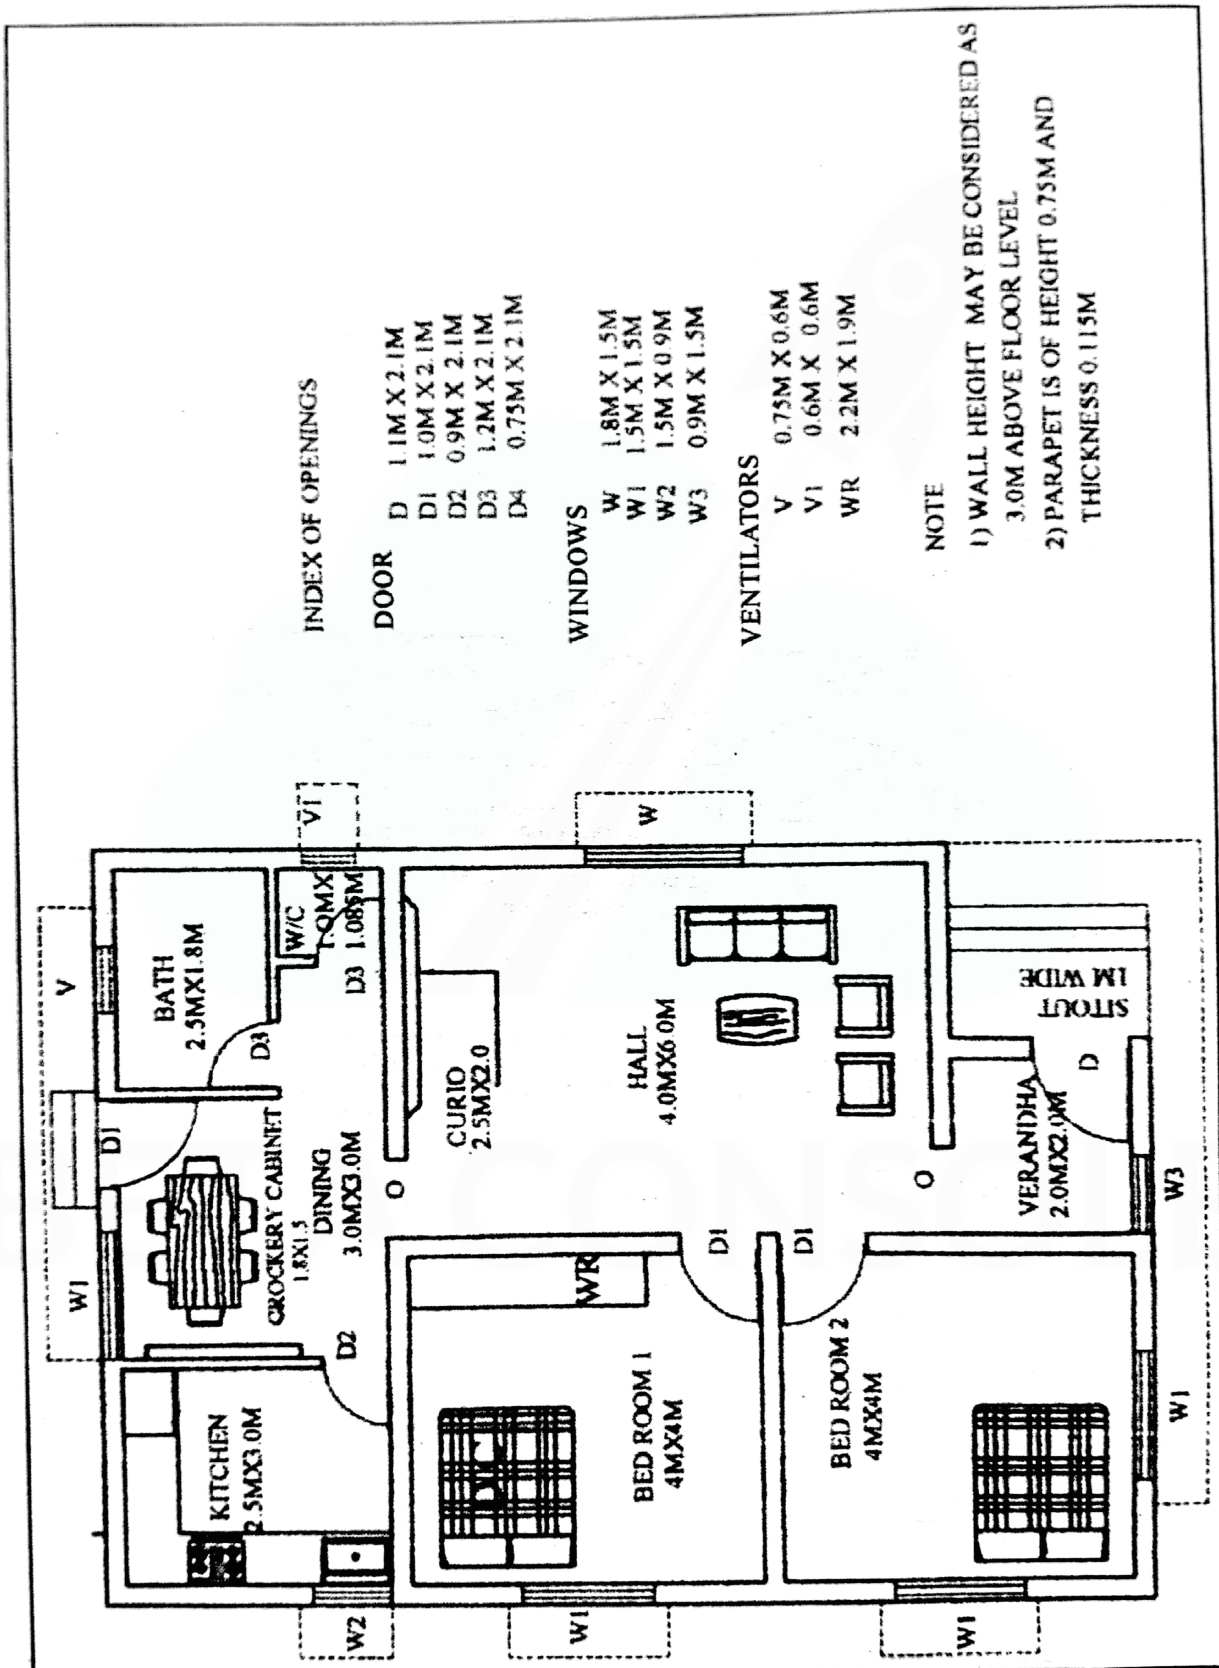 INDEX OF OPENINGS
DOOR
D 1.1M X 2.1M
D1 1.0M X 2.1M
D2 0.9M X 2.1M
D3 1.2M X 2.1M
D4 0.75M X 2.1M
WINDOWS
W 1.8M X 1.5M
W1 1.5M X 1.5M
W2 1.5M X 0.9M
W3 0.9M X 1.5M
VENTILATORS
V 0.75M X 0.6M
V1 0.6M X 0.6M
WR 2.2M X 1.9M
NOTE
1) WALL HEIGHT MAY BE CONSIDERED AS
3.0M ABOVE FLOOR LEVEL
2) PARAPET IS OF HEIGHT 0.75M AND
THICKNESS 0.115M
W1
D1
V
KITCHEN
2.5MX3.0M
CROCKERY CABINET
1.8X1.5
DINING
3.0MX3.0M
BATH
2.5MX1.8M
D3
W/C
1.0MX
1.085M
V1
D2
D3
W2
O
CURIO
2.5MX2.0
WR
BED ROOM 1
4MX4M
W1
HALL
4.0MX6.0M
W
D1
D1
BED ROOM 2
4MX4M
W1
O
VERANDHA
2.0MX2.0M
D
SITOUT
1M WIDE
W1
W3